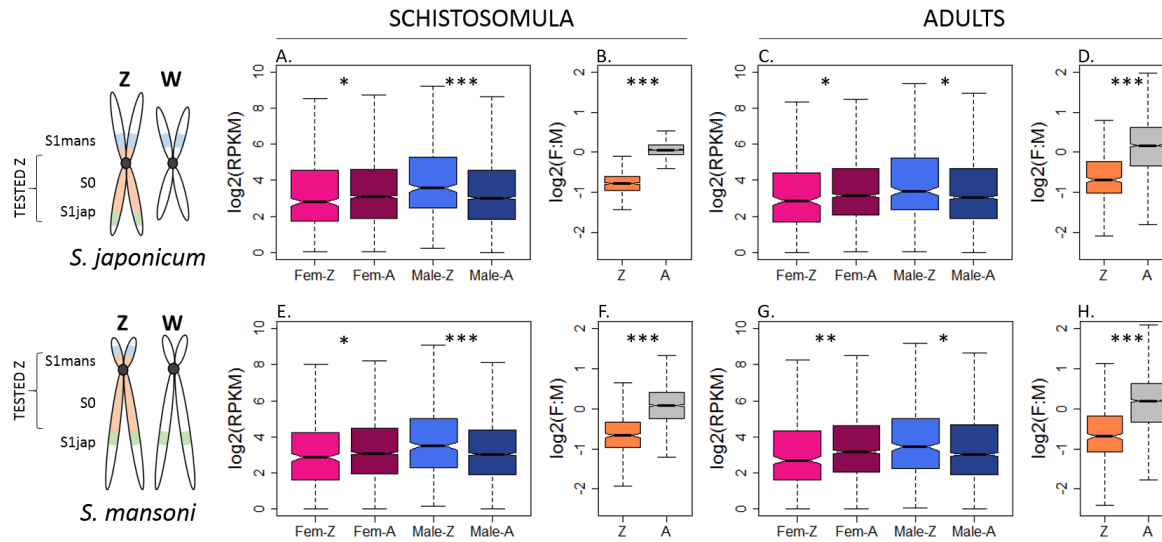 SCHISTOSOMULA ADULTS
A. B. C. D.
Z W
S1mans
S0
S1jap
TESTED Z
S. japonicum
log2(RPKM)
10
8
6
4
2
0
* ***
Fem-Z Fem-A Male-Z Male-A
log2(F:M)
2
1
0
-1
-2
***
Z A
log2(RPKM)
10
8
6
4
2
0
* *
Fem-Z Fem-A Male-Z Male-A
log2(F:M)
2
1
0
-1
-2
***
Z A
E. F. G. H.
Z W
S1mans
S0
S1jap
TESTED Z
S. mansoni
log2(RPKM)
10
8
6
4
2
0
* ***
Fem-Z Fem-A Male-Z Male-A
log2(F:M)
2
1
0
-1
-2
***
Z A
log2(RPKM)
10
8
6
4
2
0
** *
Fem-Z Fem-A Male-Z Male-A
log2(F:M)
2
1
0
-1
-2
***
Z A